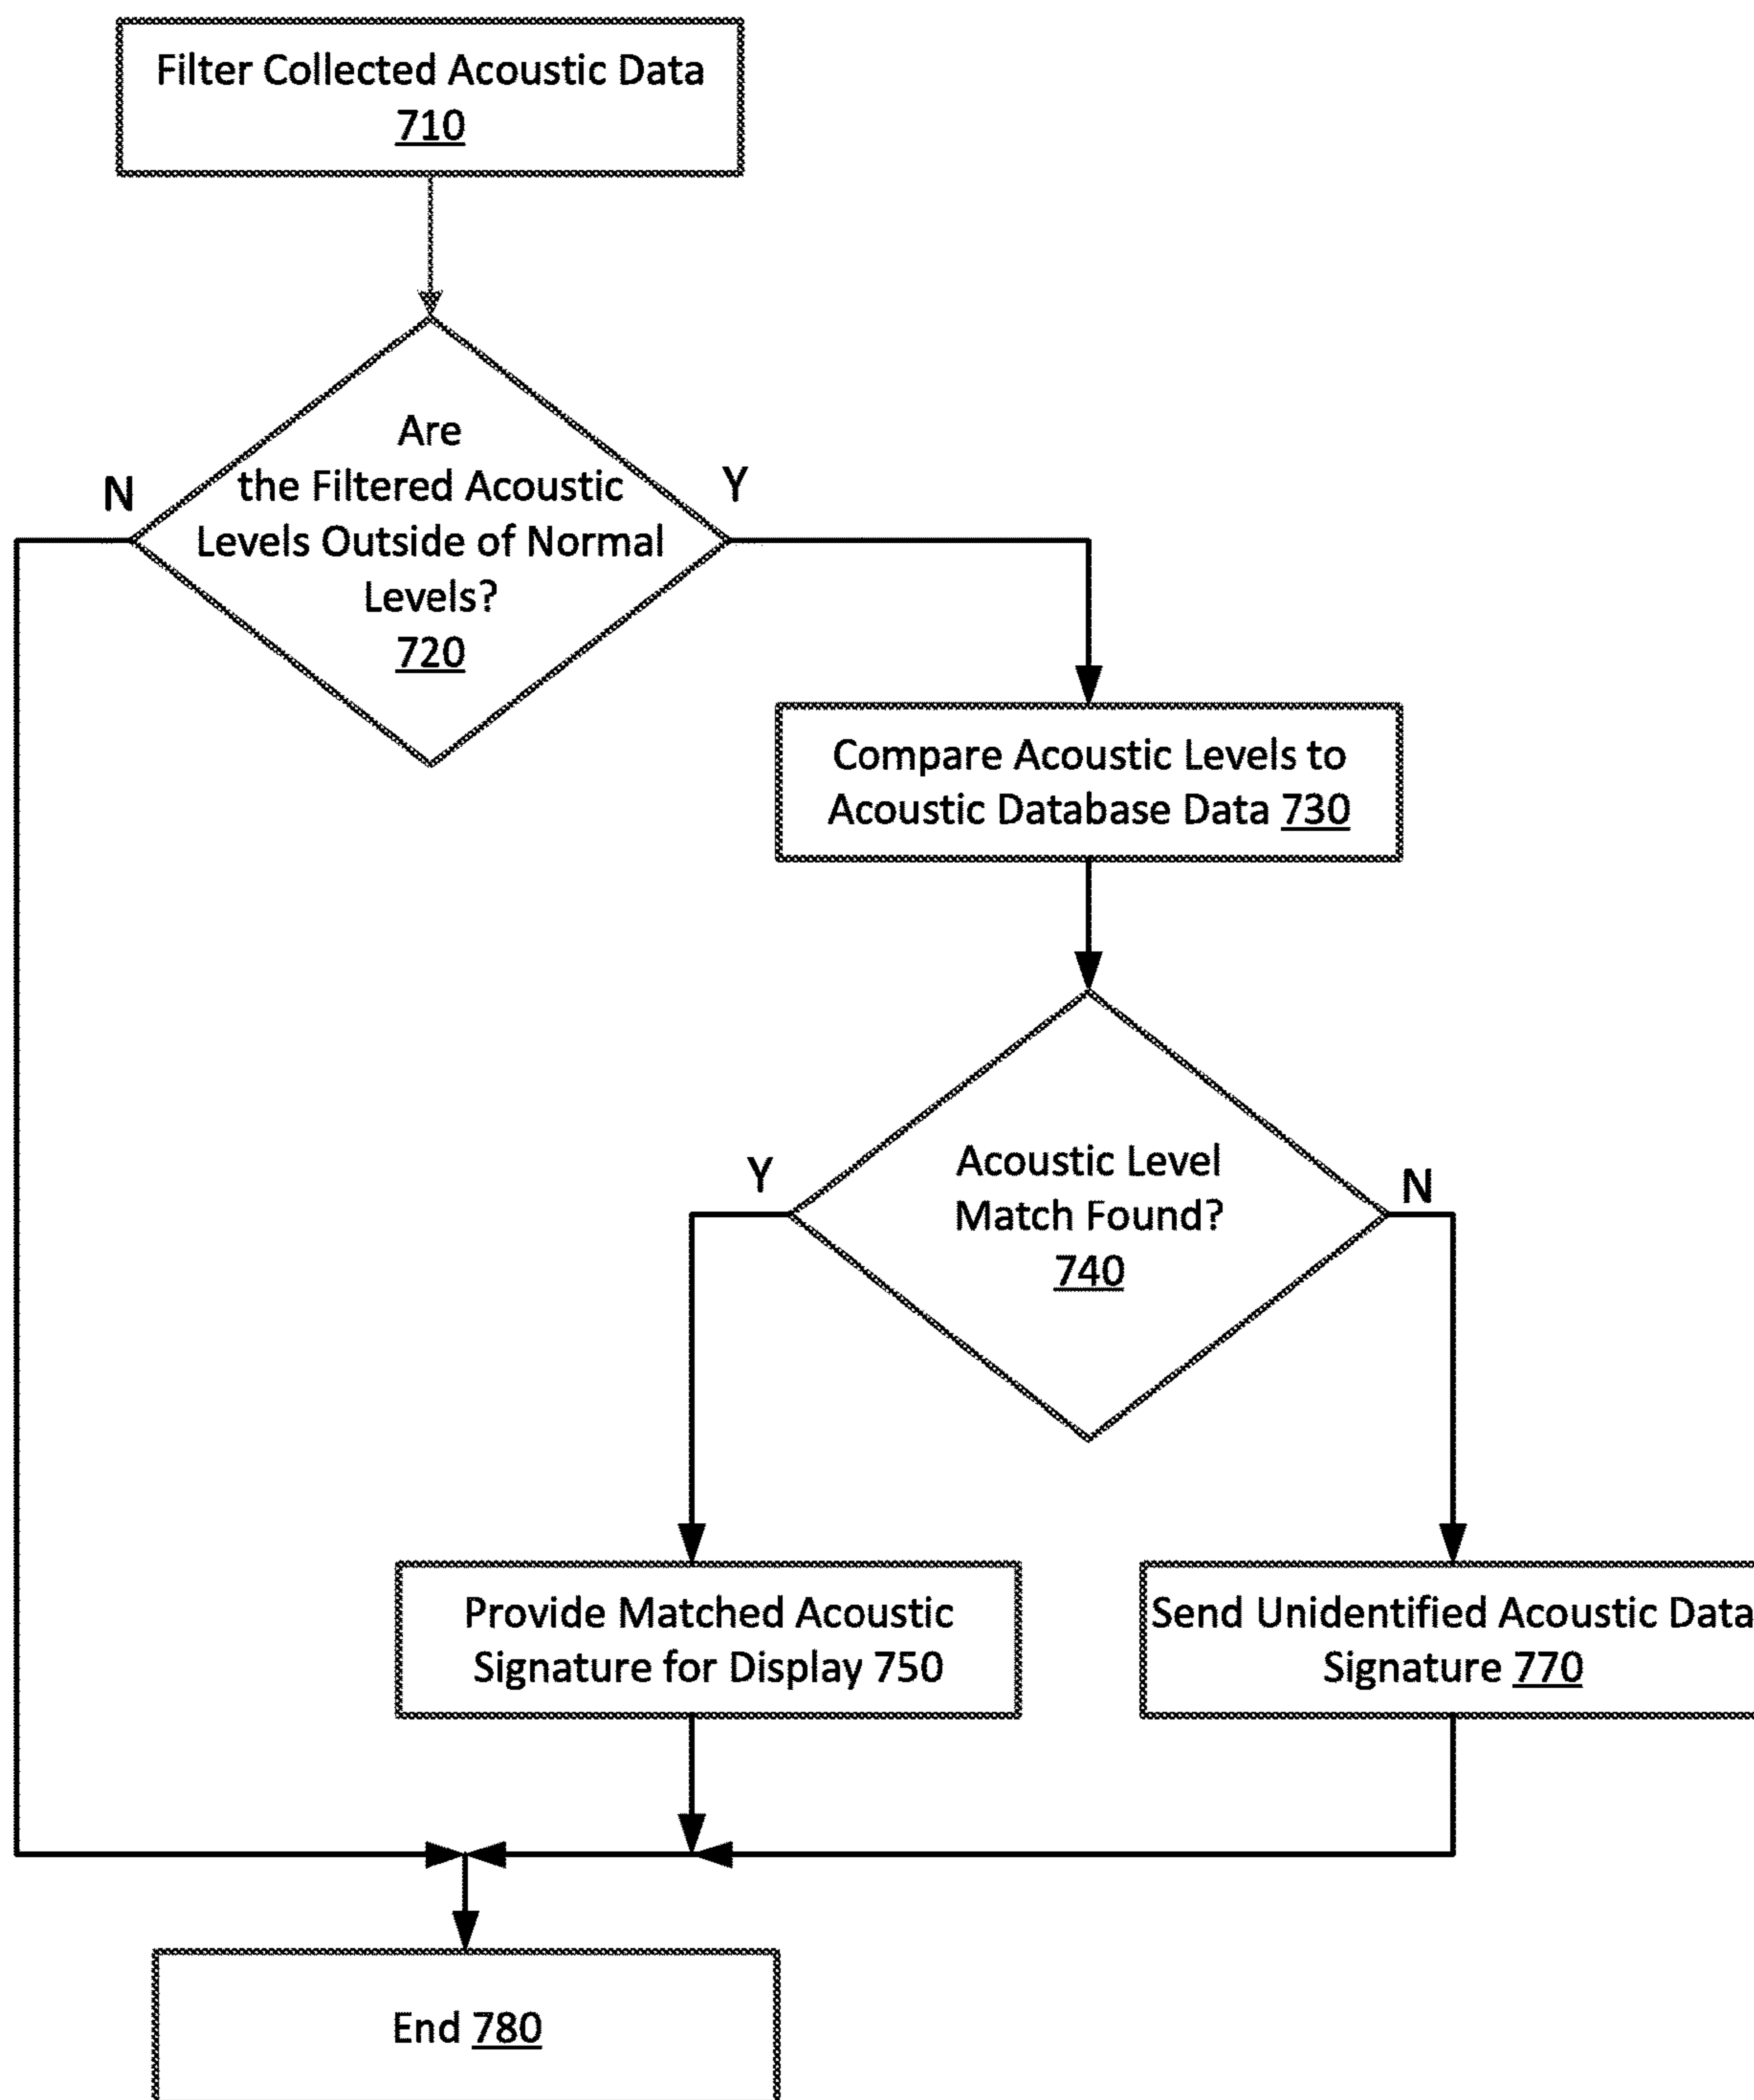 Filter Collected Acoustic Data
710
Are
the Filtered Acoustic
Levels Outside of Normal
Levels?
720
N
Y
Compare Acoustic Levels to
Acoustic Database Data 730
Acoustic Level
Match Found?
740
Y
N
Provide Matched Acoustic
Signature for Display 750
Send Unidentified Acoustic Data
Signature 770
End 780